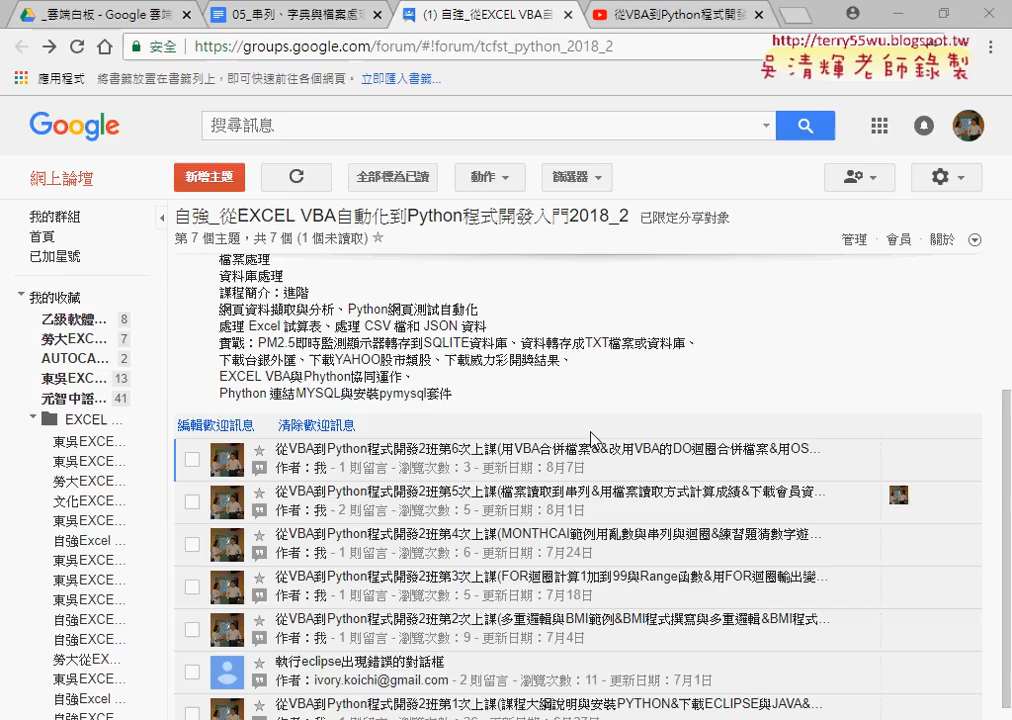 _雲端白板 - Google 雲端
05_串列、字典與檔案處理
(1) 自強_從EXCEL VBA自
從VBA到Python程式開發
安全
https://groups.google.com/forum/#!forum/tcfst_python_2018_2
http://terry55wu.blogspot.tw
吳清輝老師錄製
應用程式
將書籤放置在書籤列上，即可快速前往各個網頁。
立即匯入書籤...
Google
搜尋訊息
網上論壇
新增主題
全部標為已讀
動作
篩選器
我的群組
首頁
已加星號
自強_從EXCEL VBA自動化到Python程式開發入門2018_2
已限定分享對象
第 7 個主題，共 7 個 (1 個未讀取)
管理 · 會員 · 關於
檔案處理
資料庫處理
課程簡介：進階
網頁資料擷取與分析、Python網頁測試自動化
處理 Excel 試算表、處理 CSV 檔和 JSON 資料
實戰：PM2.5即時監測顯示器轉存到SQLITE資料庫、資料轉存成TXT檔案或資料庫、
下載台銀外匯、下載YAHOO股市類股、下載威力彩開獎結果、
EXCEL VBA與Phython協同運作、
Phython 連結MYSQL與安裝pymysql套件
我的收藏
乙級軟體... 8
勞大EXC... 7
AUTOCA... 2
東吳EXC... 13
元智中語... 41
EXCEL ...
東吳EXCE...
東吳EXCE...
勞大EXCE...
文化EXCE...
東吳EXCE...
自強Excel ...
東吳EXCE...
東吳EXCE...
東吳EXCE...
自強EXCE...
自強EXCE...
勞大從EX...
東吳EXCE...
自強Excel ...
自強EXCE...
編輯歡迎訊息
清除歡迎訊息
從VBA到Python程式開發2班第6次上課(用VBA合併檔案&改用VBA的DO迴圈合併檔案&用OS...
作者：我 - 1 則留言 - 瀏覽次數：3 - 更新日期：8月7日
從VBA到Python程式開發2班第5次上課(檔案讀取到串列&用檔案讀取方式計算成績&下載會員資...
作者：我 - 2 則留言 - 瀏覽次數：5 - 更新日期：8月1日
從VBA到Python程式開發2班第4次上課(MONTHCAI範例用亂數與串列與迴圈&練習題猜數字遊...
作者：我 - 1 則留言 - 瀏覽次數：6 - 更新日期：7月24日
從VBA到Python程式開發2班第3次上課(FOR迴圈計算1加到99與Range函數&用FOR迴圈輸出變...
作者：我 - 1 則留言 - 瀏覽次數：5 - 更新日期：7月18日
從VBA到Python程式開發2班第2次上課(多重邏輯與BMI範例&BMI程式撰寫與多重邏輯&BMI程式...
作者：我 - 1 則留言 - 瀏覽次數：9 - 更新日期：7月4日
執行eclipse出現錯誤的對話框
作者：ivory.koichi@gmail.com - 2 則留言 - 瀏覽次數：11 - 更新日期：7月1日
從VBA到Python程式開發2班第1次上課(課程大綱說明與安裝PYTHON&下載ECLIPSE與JAVA&...